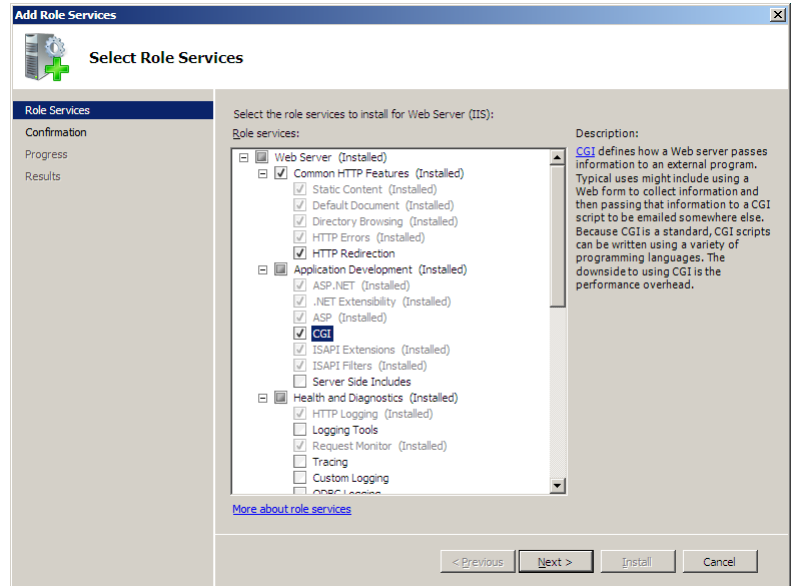 Add Role Services
Select Role Services
Role Services
Confirmation
Progress
Results
Select the role services to install for Web Server (IIS):
Role services:
Web Server (Installed)
Common HTTP Features (Installed)
Static Content (Installed)
Default Document (Installed)
Directory Browsing (Installed)
HTTP Errors (Installed)
HTTP Redirection
Application Development (Installed)
ASP.NET (Installed)
.NET Extensibility (Installed)
ASP (Installed)
CGI
ISAPI Extensions (Installed)
ISAPI Filters (Installed)
Server Side Includes
Health and Diagnostics (Installed)
HTTP Logging (Installed)
Logging Tools
Request Monitor (Installed)
Tracing
Custom Logging
ODBC Logging
More about role services
Description:
CGI defines how a Web server passes
information to an external program.
Typical uses might include using a
Web form to collect information and
then passing that information to a CGI
script to be emailed somewhere else.
Because CGI is a standard, CGI scripts
can be written using a variety of
programming languages. The
downside to using CGI is the
performance overhead.
< Previous
Next >
Install
Cancel